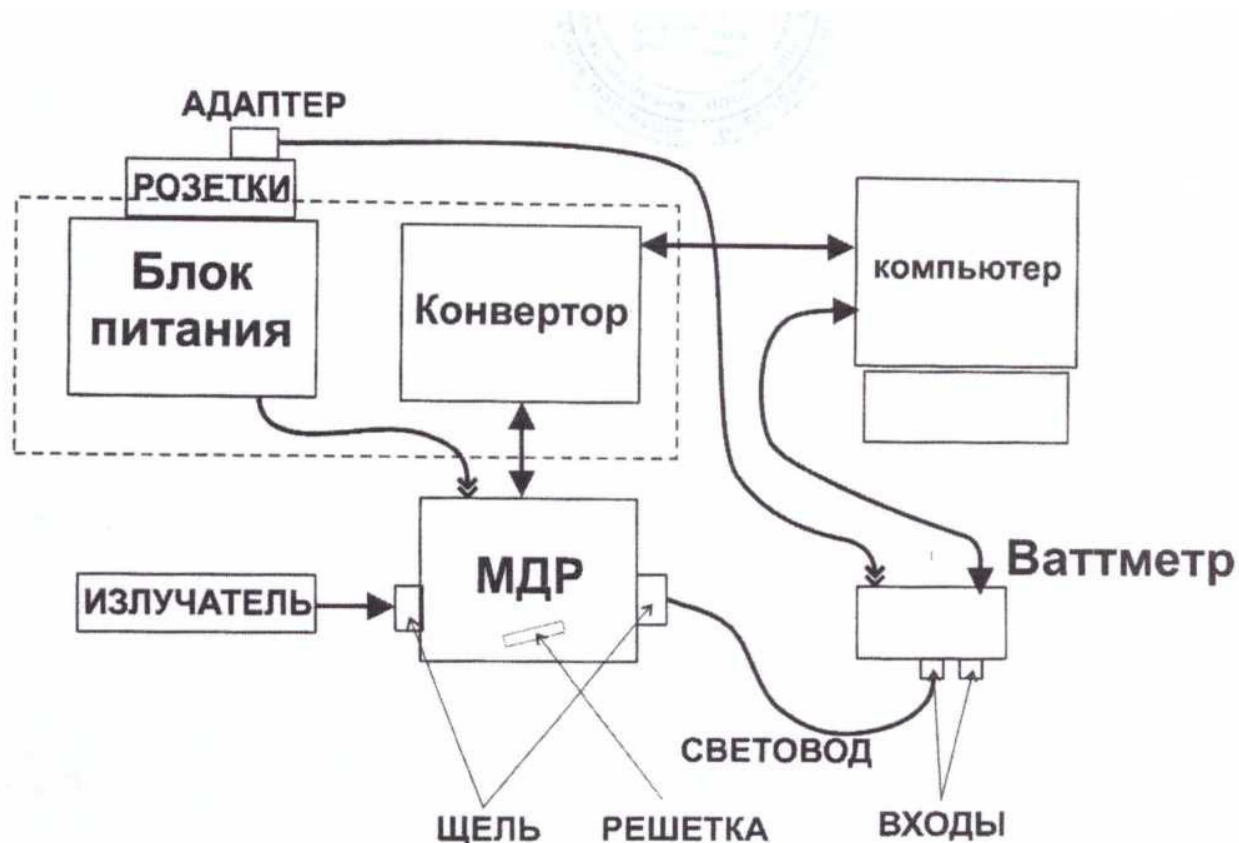 АДАПТЕР
РОЗЕТКИ
Блок
питания
Конвертор
компьютер
МДР
Ваттметр
ИЗЛУЧАТЕЛЬ
СВЕТОВОД
ЩЕЛЬ
РЕШЕТКА
ВХОДЫ